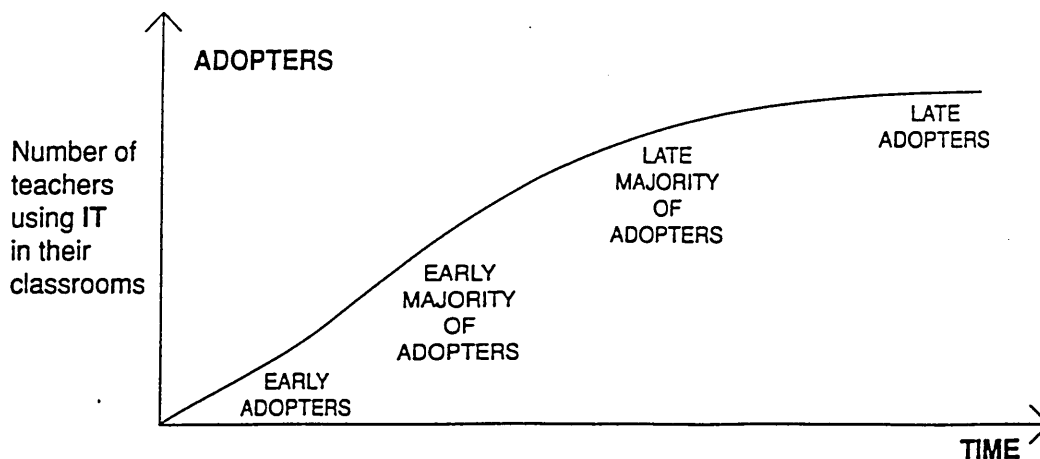 ADOPTERS
Number of
teachers
using IT
in their
classrooms
EARLY
ADOPTERS
EARLY
MAJORITY
OF
ADOPTERS
LATE
MAJORITY
OF
ADOPTERS
LATE
ADOPTERS
TIME